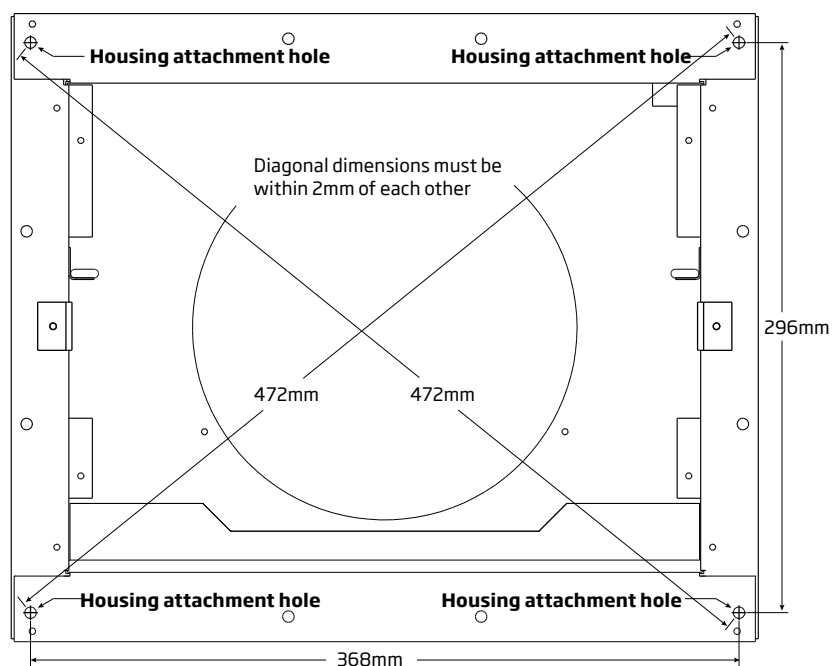 Housing attachment hole
Housing attachment hole
Diagonal dimensions must be
within 2mm of each other
296mm
472mm
472mm
Housing attachment hole
Housing attachment hole
368mm